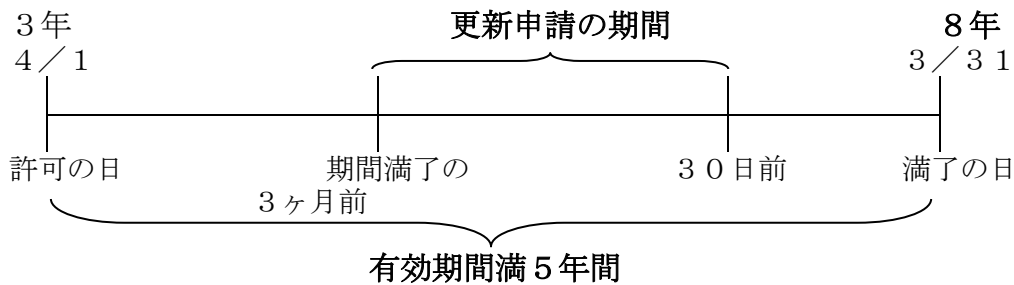 ３年
更新申請の期間
８年
４／１
３／３１
許可の日
期間満了の
３ヶ月前
３０日前
満了の日
有効期間満５年間